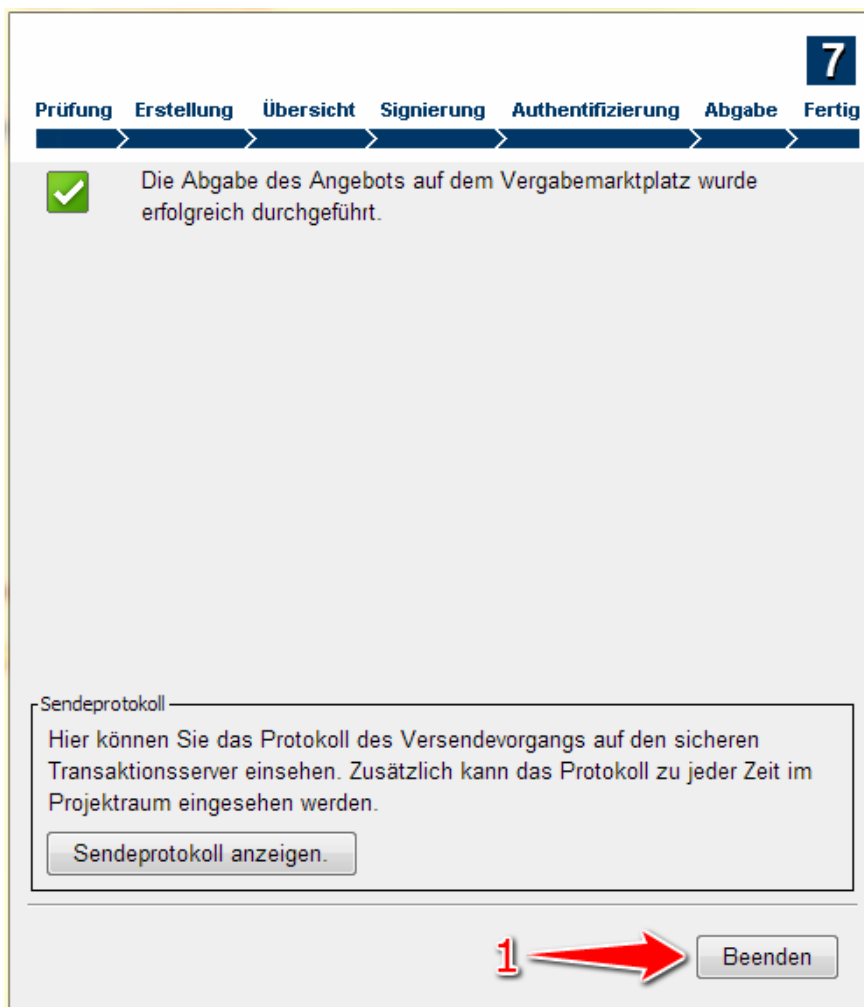 7
Prüfung Erstellung Übersicht Signierung Authentifizierung Abgabe Fertig
Die Abgabe des Angebots auf dem Vergabemarktplatz wurde
erfolgreich durchgeführt.
Sendeprotokoll
Hier können Sie das Protokoll des Versendevorgangs auf den sicheren
Transaktionsserver einsehen. Zusätzlich kann das Protokoll zu jeder Zeit im
Projektraum eingesehen werden.
Sendeprotokoll anzeigen.
1 Beenden